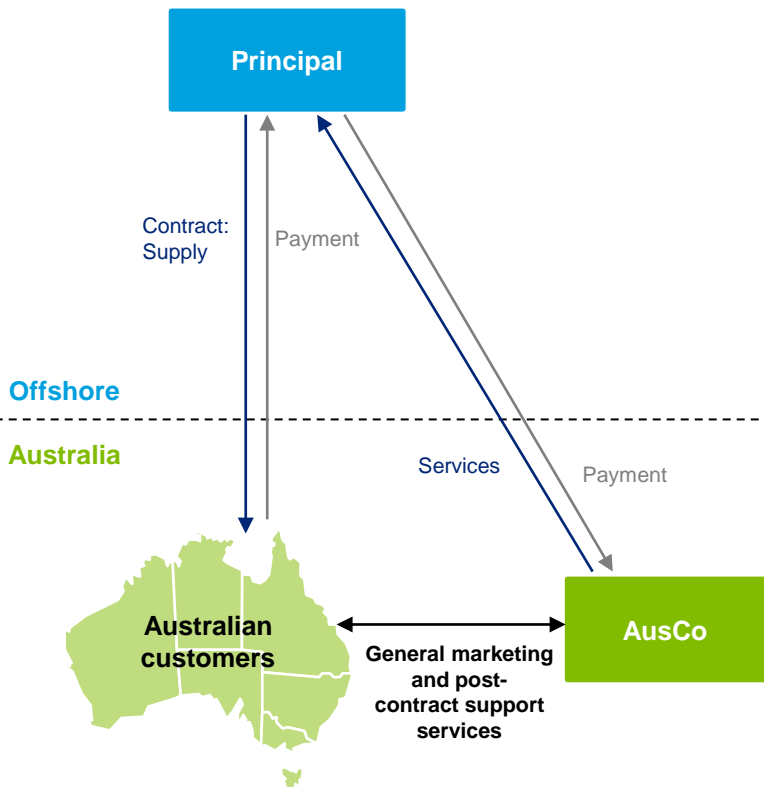 Principal
Contract:
Supply
Payment
Offshore
Australia
Services
Payment
Australian
customers
AusCo
General marketing
and post-
contract support
services